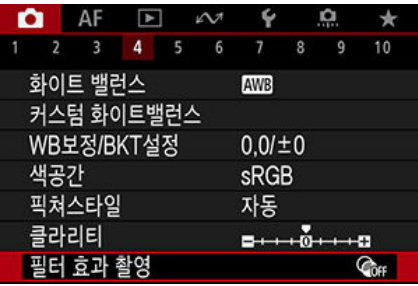 AF
1 2 3 4 5 6 7 8 9 10
화이트 밸런스 AWB
커스텀 화이트밸런스
WB보정/BKT설정 0,0/±0
색공간 sRGB
픽쳐스타일 자동
클라리티 0
필터 효과 촬영 OFF